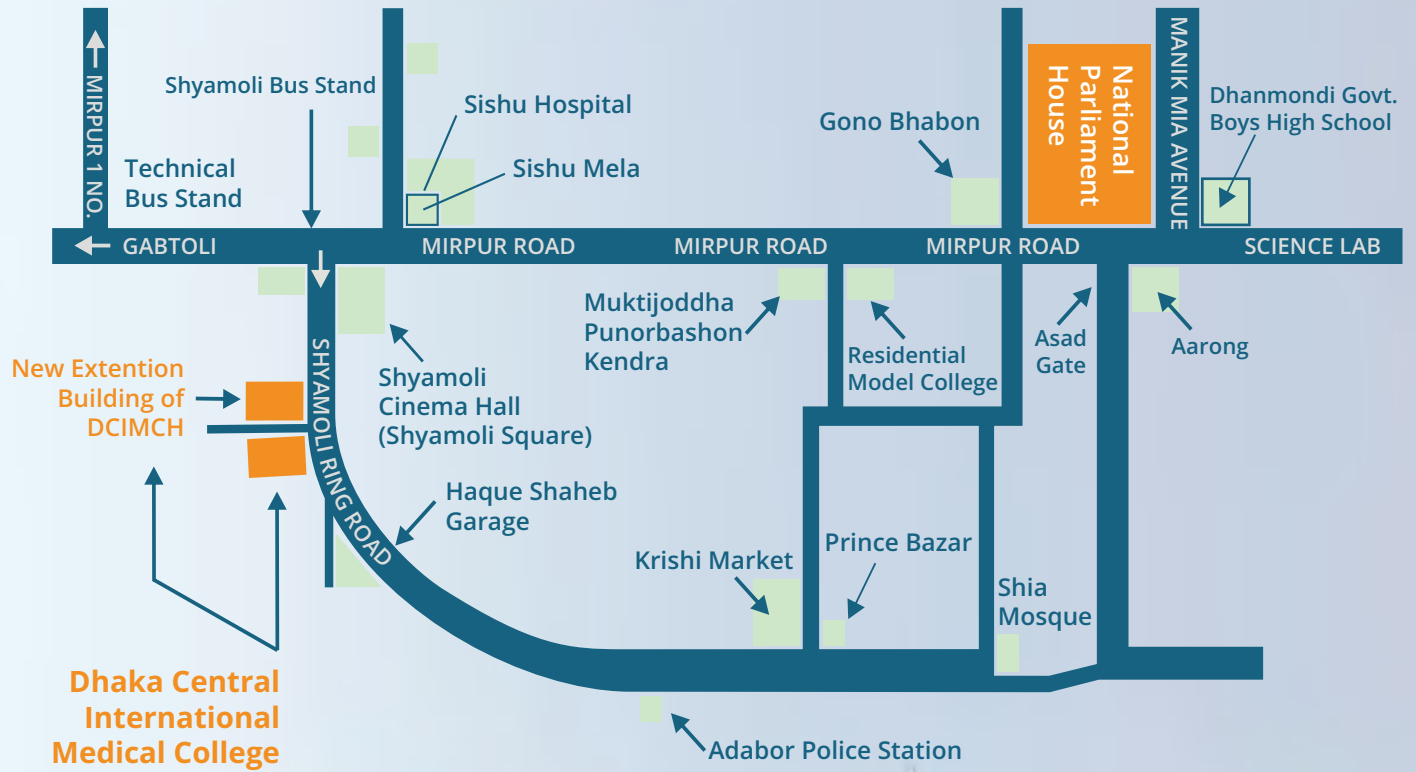 MIRPUR 1 NO.
Shyamoli Bus Stand
Technical
Bus Stand
Sishu Hospital
Sishu Mela
Gono Bhabon
National
Parliament
House
MANIK MIA AVENUE
Dhanmondi Govt.
Boys High School
GABTOLI
MIRPUR ROAD
MIRPUR ROAD
MIRPUR ROAD
SCIENCE LAB
New Extention
Building of
DCIMCH
SHYAMOLI RING ROAD
Shyamoli
Cinema Hall
(Shyamoli Square)
Muktijoddha
Punorbashon
Kendra
Residential
Model College
Asad
Gate
Aarong
Haque Shaheb
Garage
Krishi Market
Prince Bazar
Shia
Mosque
Dhaka Central
International
Medical College
Adabor Police Station